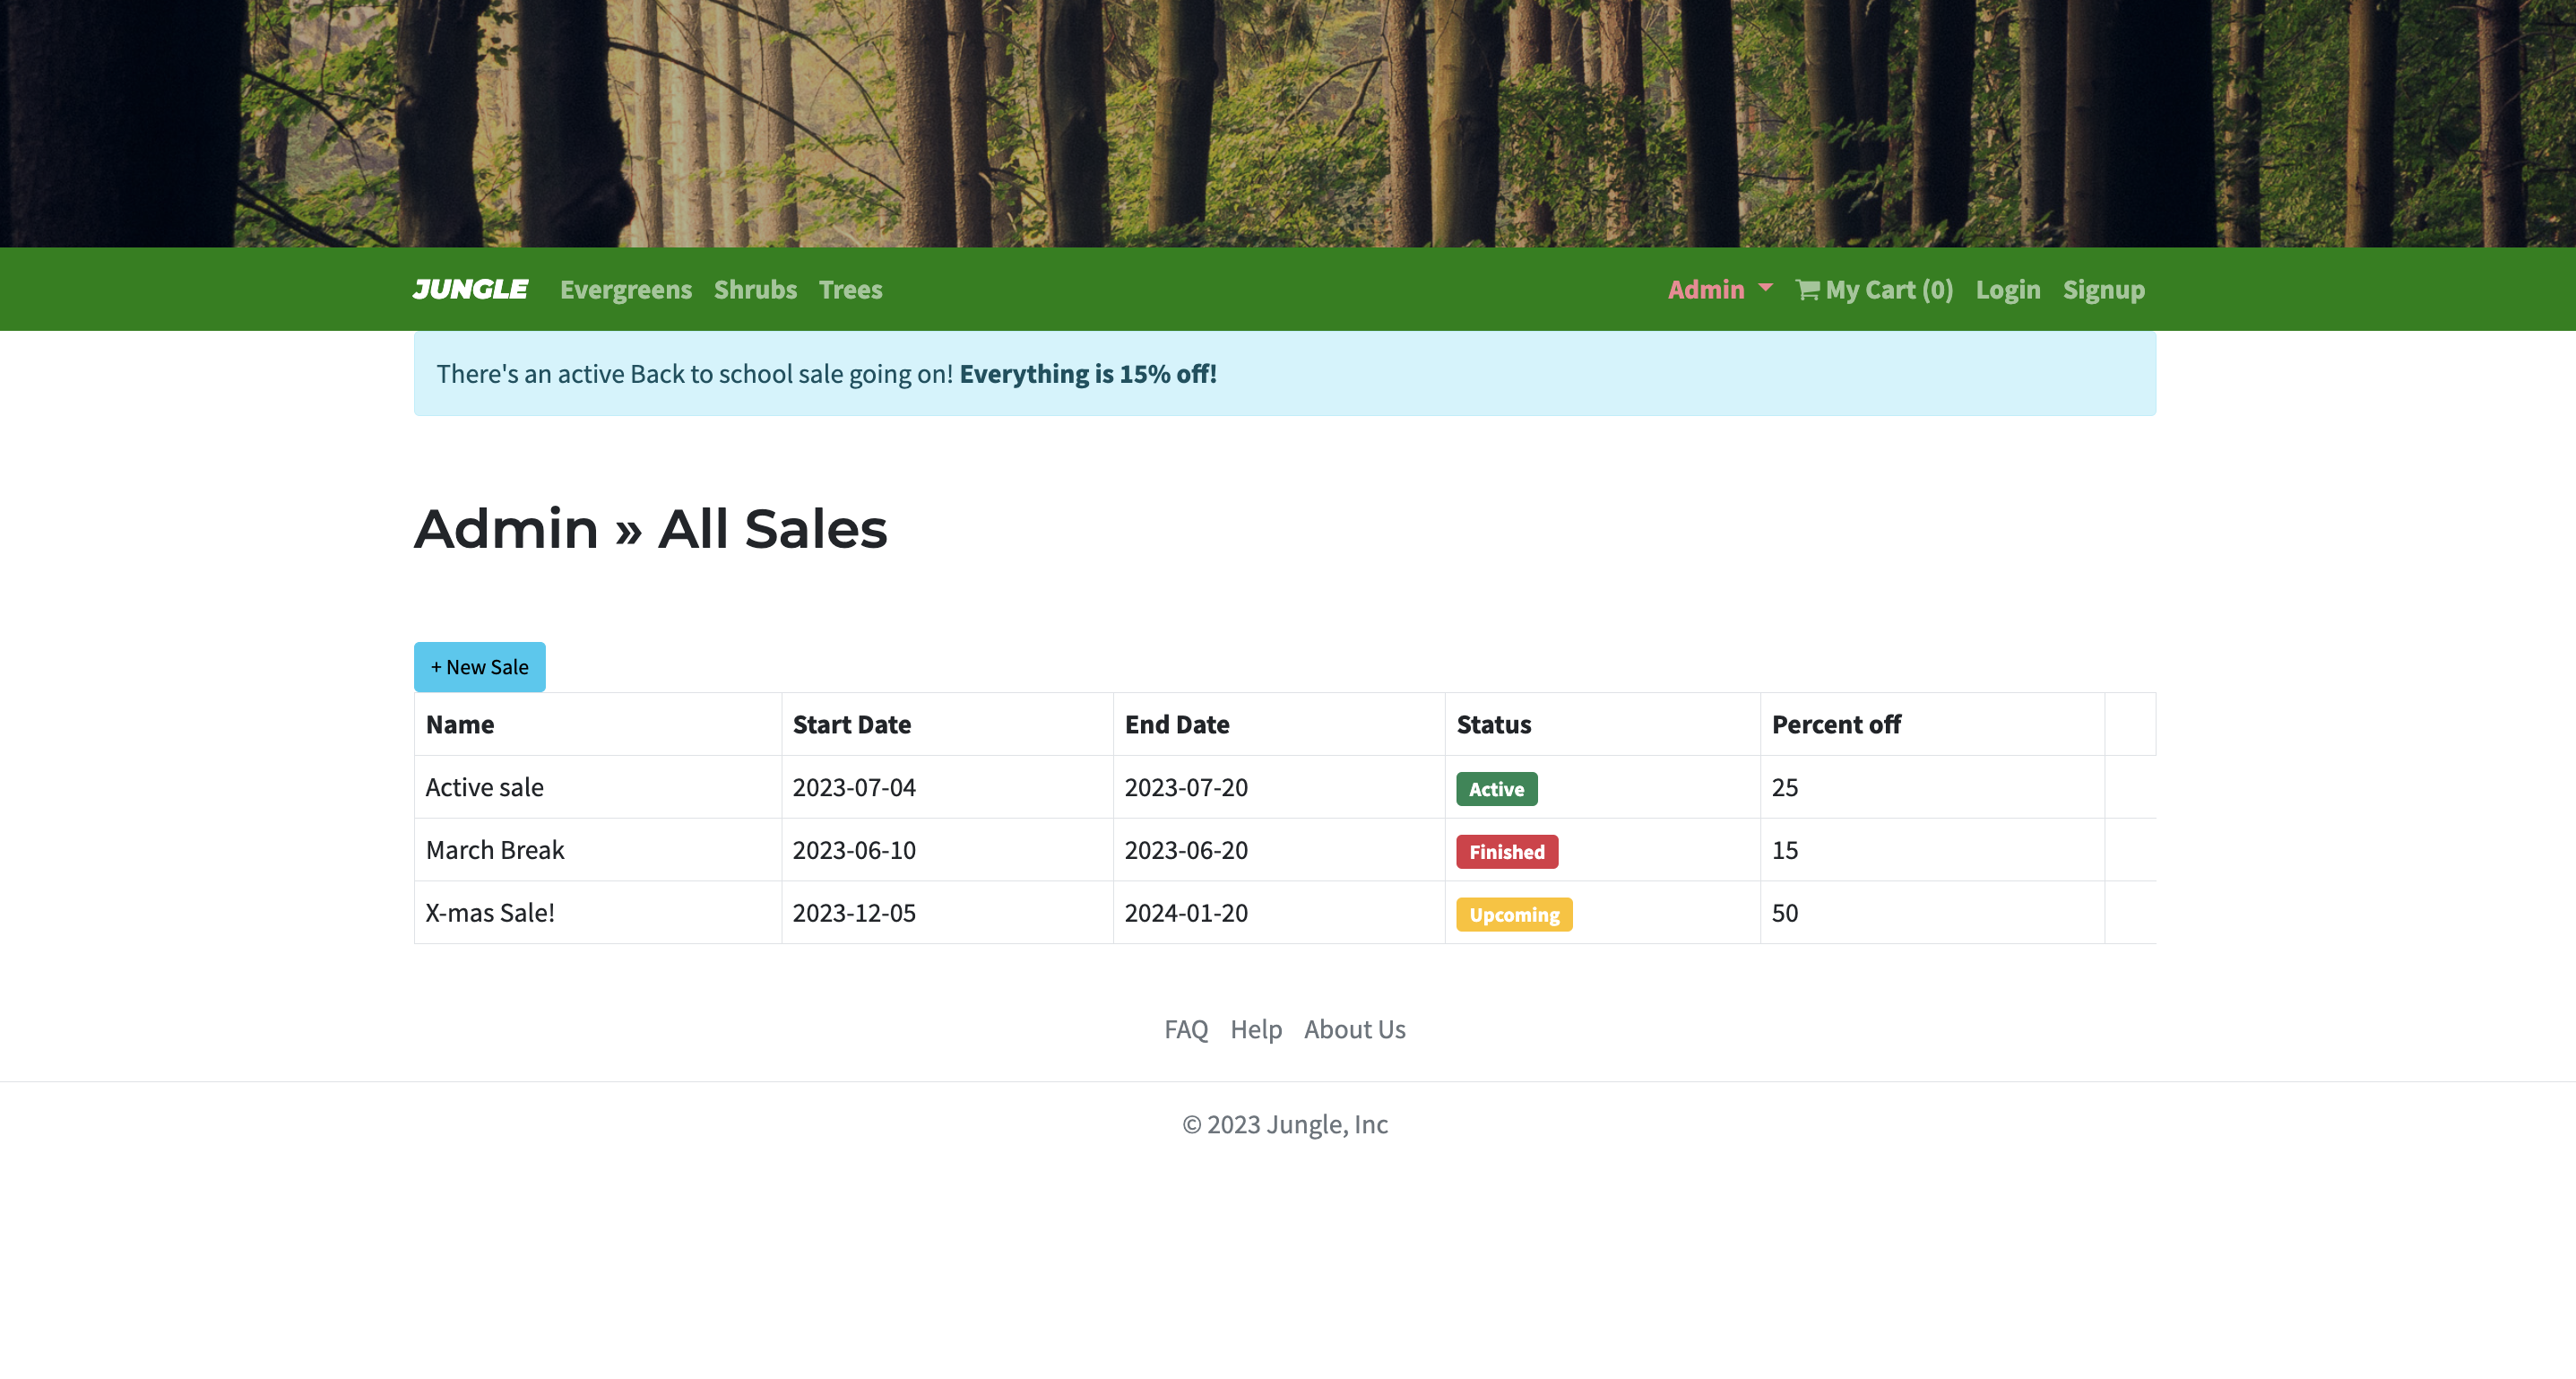 JUNGLE Evergreens Shrubs Trees Admin My Cart (0) Login Signup
There's an active Back to school sale going on! Everything is 15% off!
Admin » All Sales
+ New Sale
Name Start Date End Date Status Percent off
Active sale 2023-07-04 2023-07-20 Active 25
March Break 2023-06-10 2023-06-20 Finished 15
X-mas Sale! 2023-12-05 2024-01-20 Upcoming 50
FAQ Help About Us
© 2023 Jungle, Inc